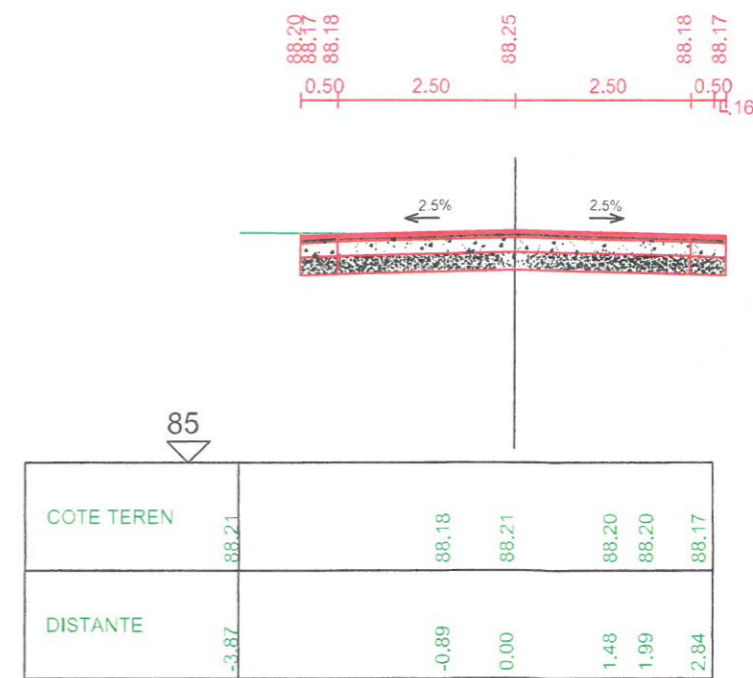 88.20 88.17 88.18 88.25 88.18 88.17
0.50 2.50 2.50 0.50
.16
2.5% 2.5%
85
COTE TEREN 88.21 88.18 88.21 88.20 88.20 88.17
DISTANTE -3.87 -0.89 0.00 1.48 1.99 2.84